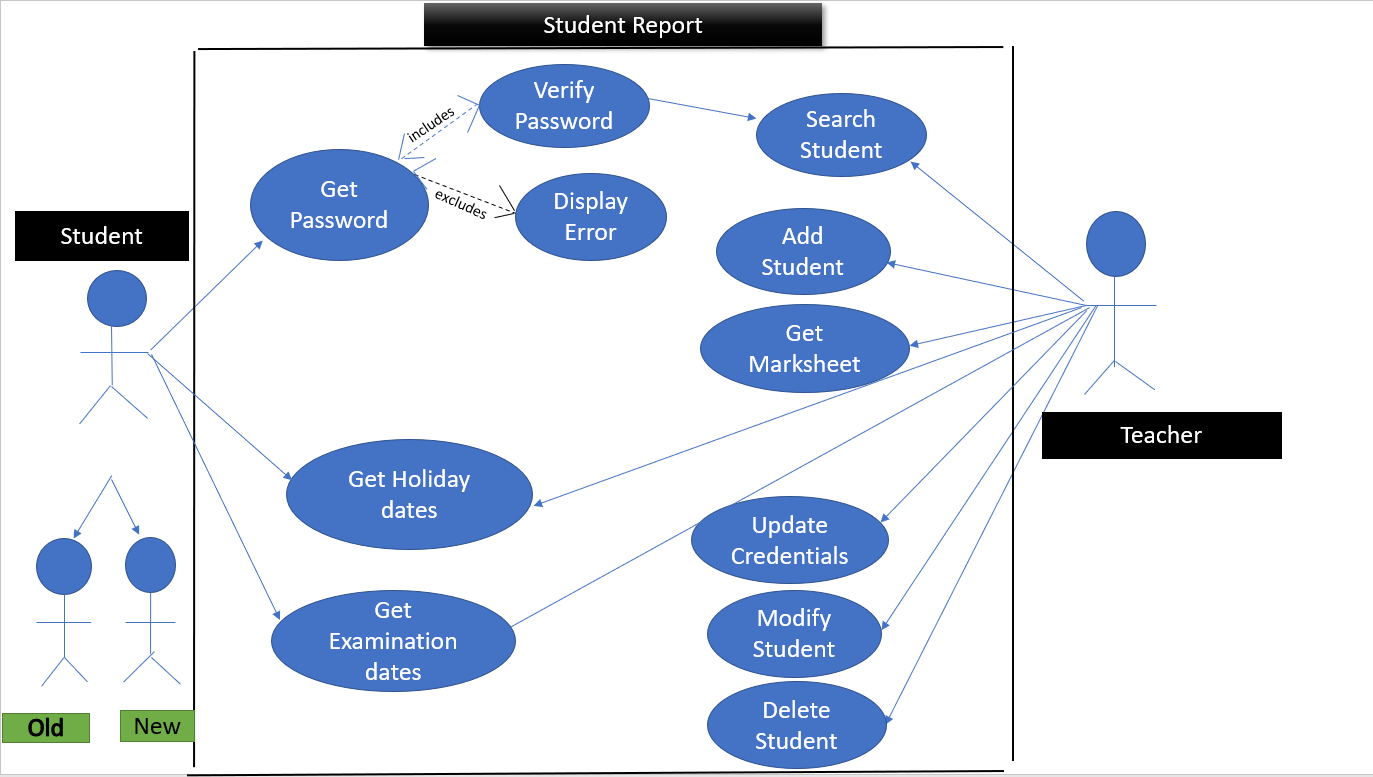 Student Report
Verify
Password
Search
Student
includes
Get
Password
excludes
Display
Error
Student
Add
Student
Get
Marksheet
Teacher
Get Holiday
dates
Update
Credentials
Get
Examination
dates
Modify
Student
Delete
Student
Old
New